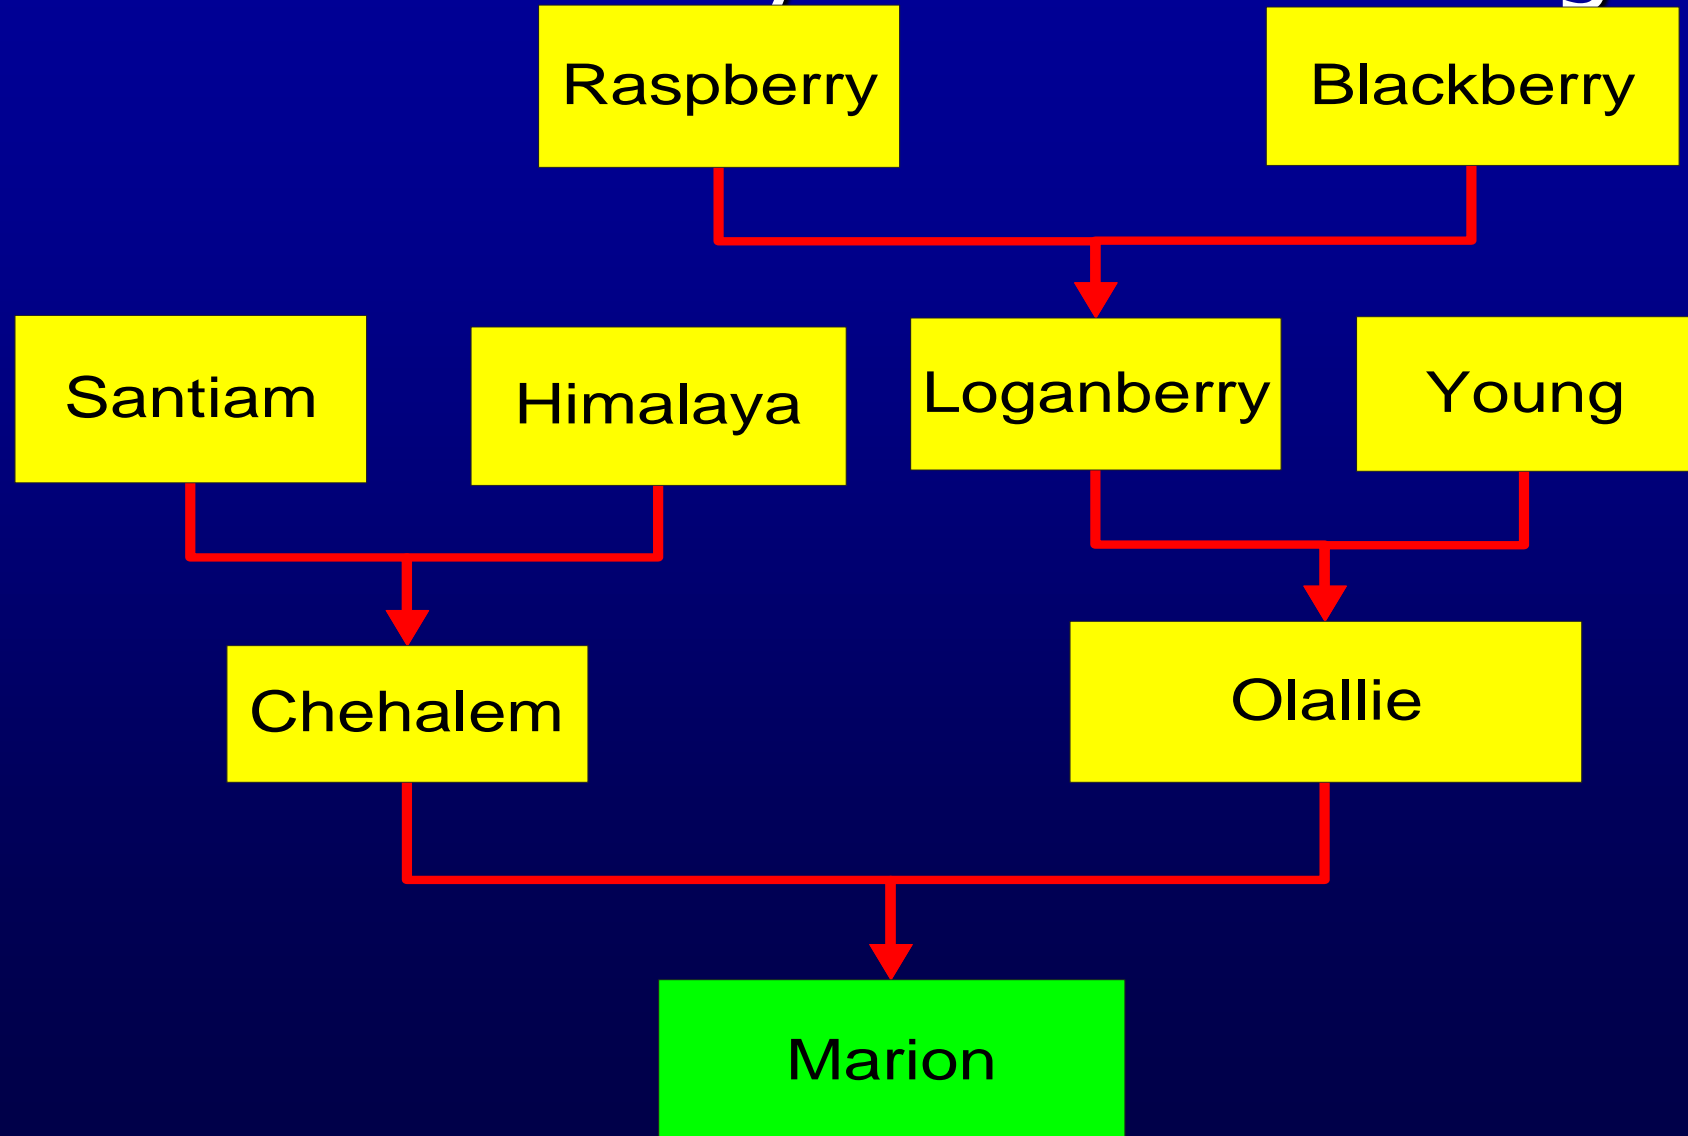 Raspberry
Blackberry
Santiam
Himalaya
Loganberry
Young
Chehalem
Olallie
Marion